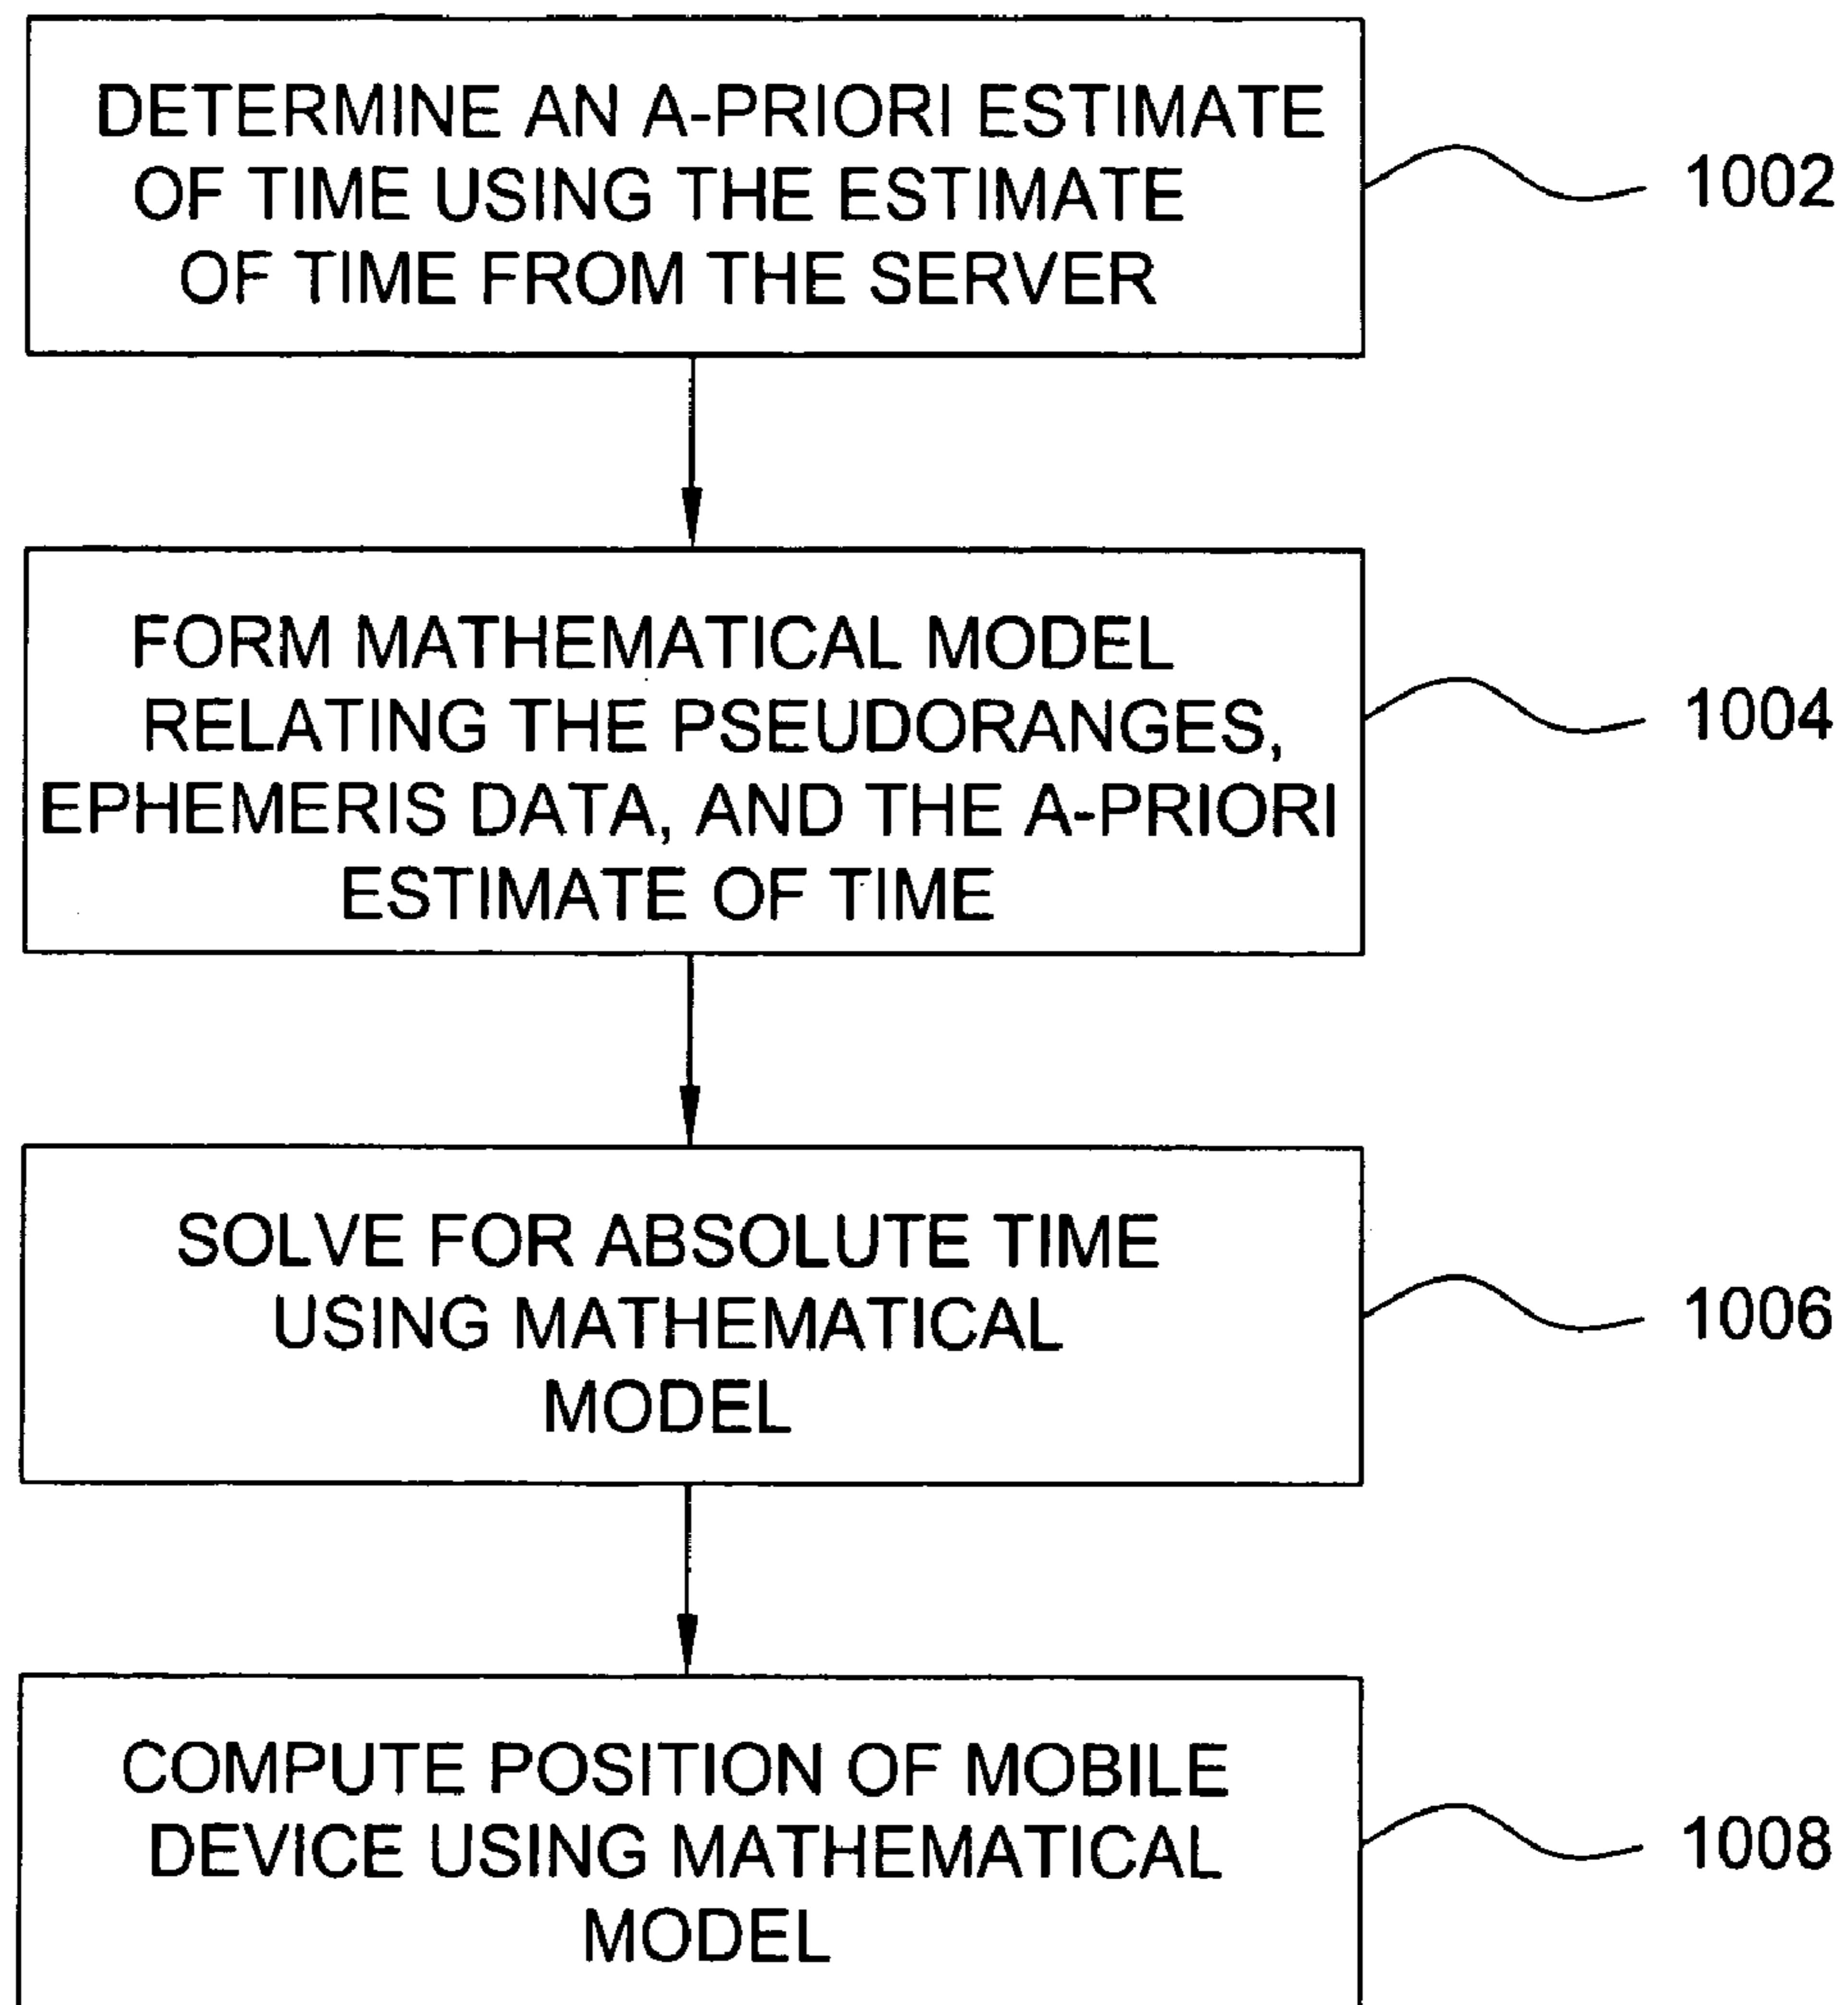 DETERMINE AN A-PRIORI ESTIMATE
OF TIME USING THE ESTIMATE
OF TIME FROM THE SERVER
1002
FORM MATHEMATICAL MODEL
RELATING THE PSEUDORANGES,
EPHEMERIS DATA, AND THE A-PRIORI
ESTIMATE OF TIME
1004
SOLVE FOR ABSOLUTE TIME
USING MATHEMATICAL
MODEL
1006
COMPUTE POSITION OF MOBILE
DEVICE USING MATHEMATICAL
MODEL
1008